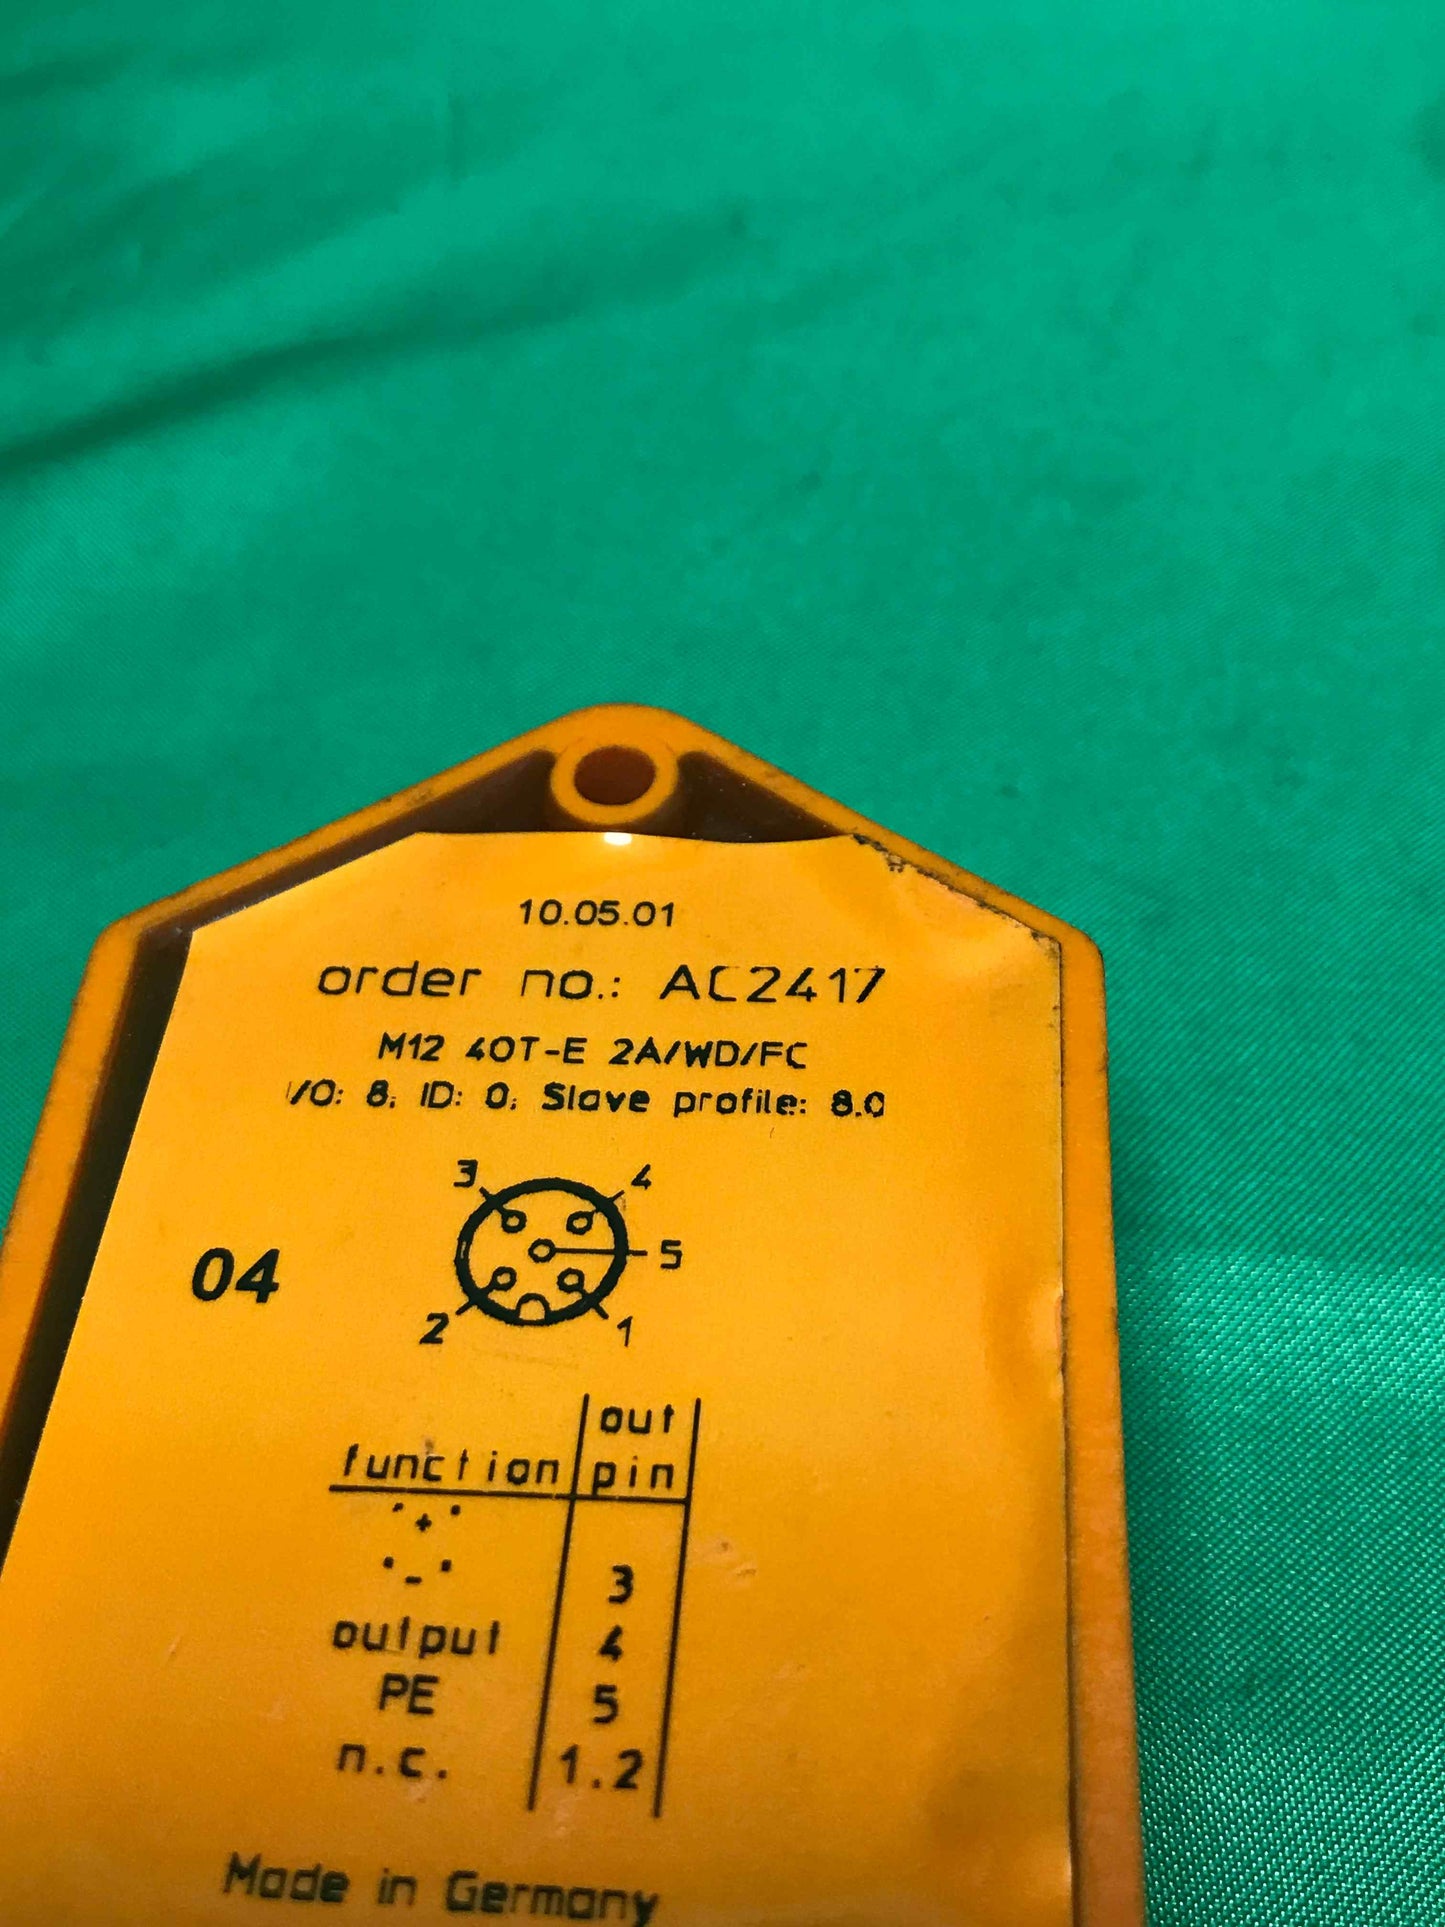 10.05.01
order no.: AC2417
M12 4OT-E 2A/WD/FC
I/O: 8; ID: 0; Slave profile: 8.0
3 4
5
04
2 1
out
function pin
"+"
"-" 3
output 4
PE 5
n.c. 1.2
Made in Germany